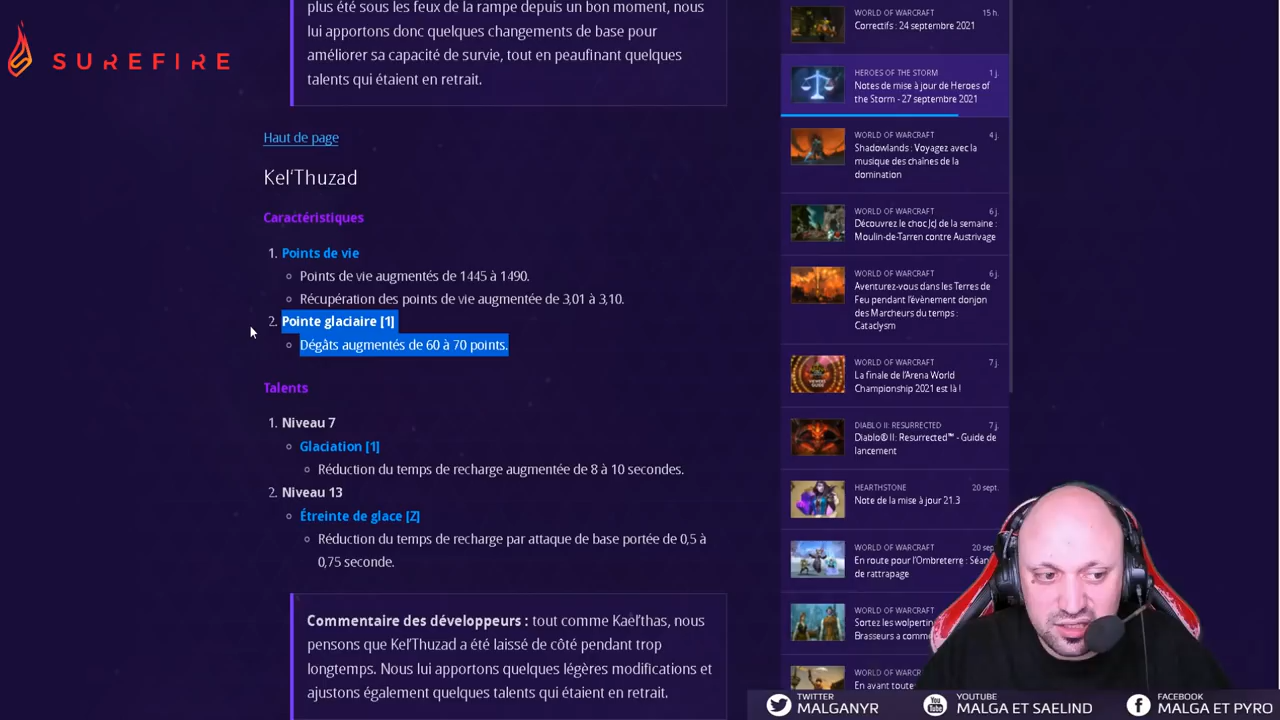 plus été sous les feux de la rampe depuis un bon moment, nous
lui apportons donc quelques changements de base pour
améliorer sa capacité de survie, tout en peaufinant quelques
talents qui étaient en retrait.
SUREFIRE
Haut de page
Kel'Thuzad
Caractéristiques
1. Points de vie
Points de vie augmentés de 1445 à 1490.
Récupération des points de vie augmentée de 3,01 à 3,10.
2. Pointe glaciaire [1]
Dégâts augmentés de 60 à 70 points.
Talents
1. Niveau 7
Glaciation [1]
Réduction du temps de recharge augmentée de 8 à 10 secondes.
2. Niveau 13
Étreinte de glace [Z]
Réduction du temps de recharge par attaque de base portée de 0,5 à
0,75 seconde.
Commentaire des développeurs : tout comme Kael'thas, nous
pensons que Kel'Thuzad a été laissé de côté pendant trop
longtemps. Nous lui apportons quelques légères modifications et
ajustons également quelques talents qui étaient en retrait.
WORLD OF WARCRAFT 15 h.
Correctifs : 24 septembre 2021
HEROES OF THE STORM 1 j.
Notes de mise à jour de Heroes of
the Storm - 27 septembre 2021
WORLD OF WARCRAFT 4 j.
Shadowlands : Voyagez avec la
musique des chaînes de la
domination
WORLD OF WARCRAFT 6 j.
Découvrez le choc JcJ de la semaine :
Moulin-de-Tarren contre Austrivage
WORLD OF WARCRAFT 6 j.
Aventurez-vous dans les Terres de
Feu pendant l'évènement donjon
des Marcheurs du temps :
Cataclysm
WORLD OF WARCRAFT 7 j.
La finale de l'Arena World
Championship 2021 est là !
DIABLO II: RESURRECTED 7 j.
Diablo® II: Resurrected™ - Guide de
lancement
HEARTHSTONE 20 sept.
Note de la mise à jour 21.3
WORLD OF WARCRAFT 20 sep
En route pour l'Ombreterre : Séan
de rattrapage
WORLD OF WARCRAFT
Sortez les wolpertin
Brasseurs a comm
WORLD OF WARCR
En avant toute
TWITTER
MALGANYR
YOUTUBE
MALGA ET SAELIND
FACEBOOK
MALGA ET PYRO